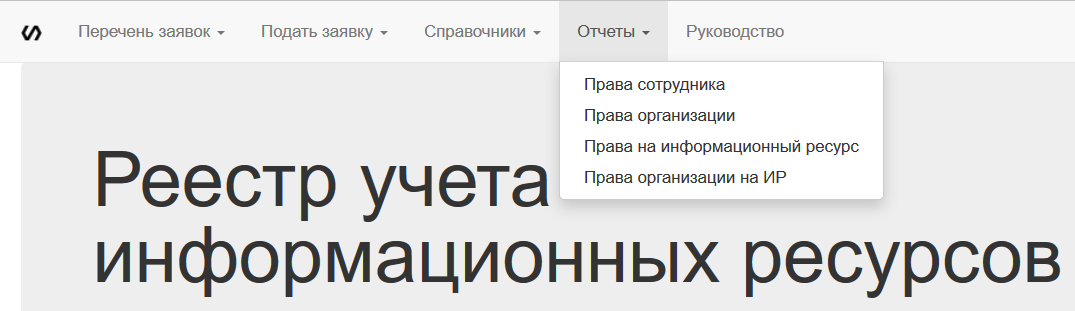 Перечень заявок
Подать заявку
Справочники
Отчеты
Руководство
Права сотрудника
Права организации
Права на информационный ресурс
Права организации на ИР
Реестр учета
информационных ресурсов